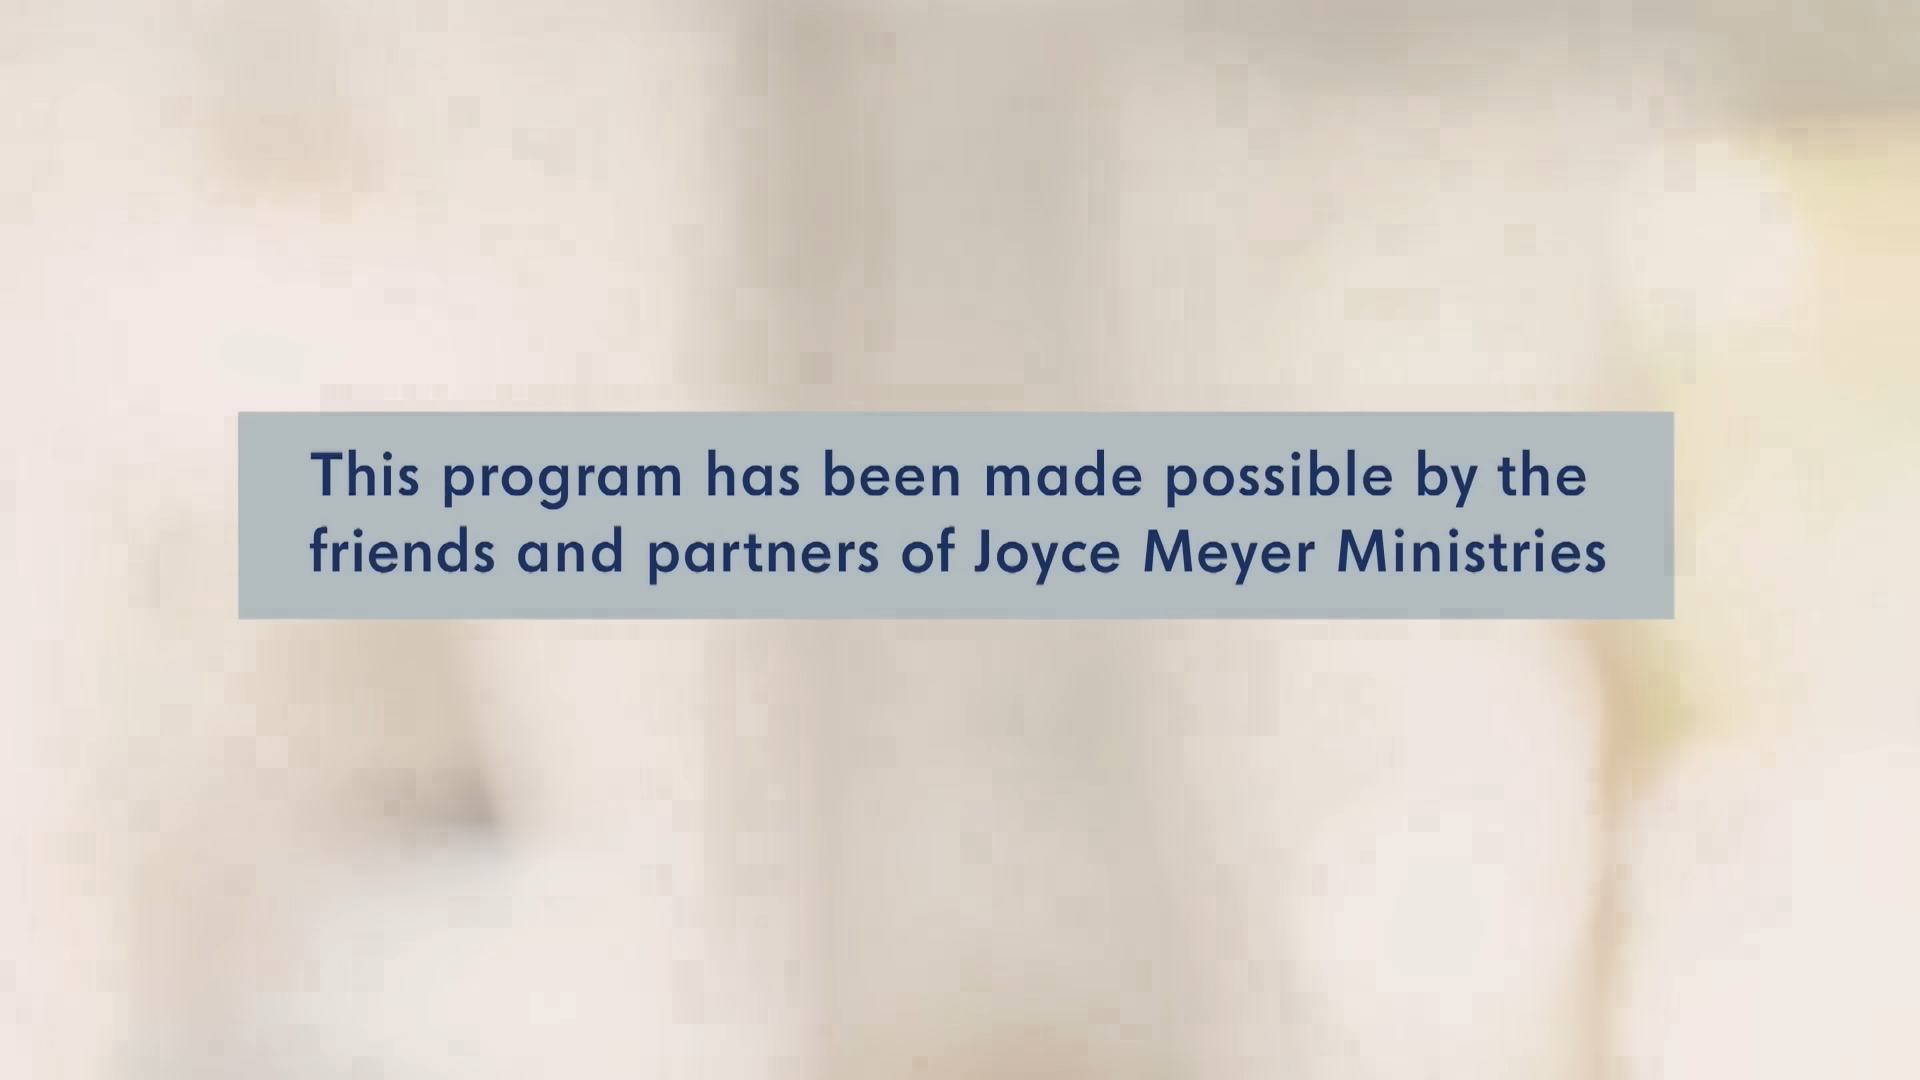 This program has been made possible by the
friends and partners of Joyce Meyer Ministries